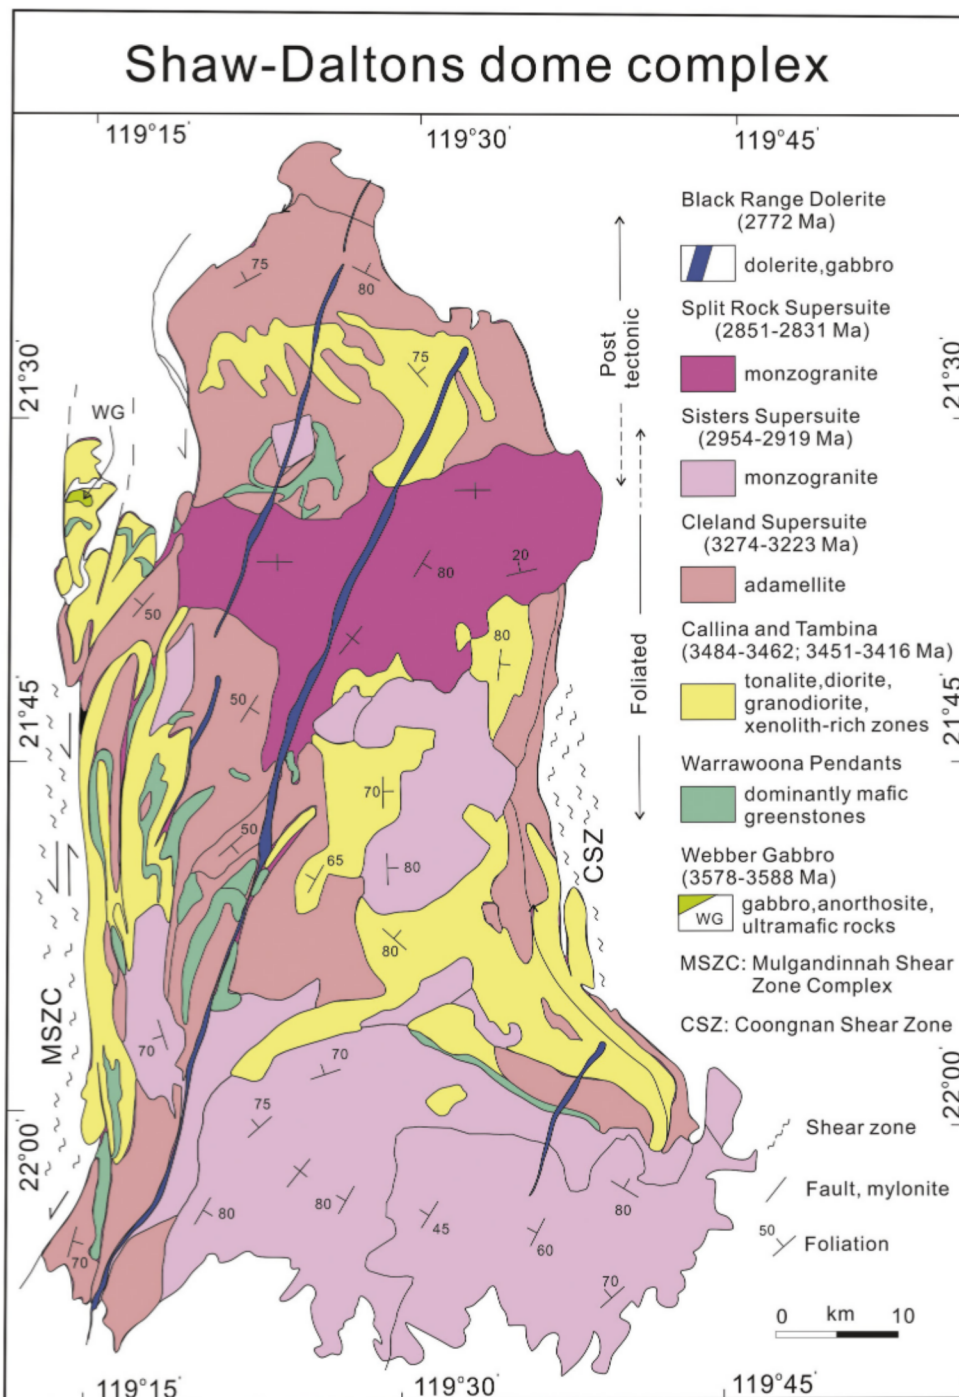 Shaw-Daltons dome complex
119°15'
119°30'
119°45'
Black Range Dolerite
(2772 Ma)
dolerite,gabbro
Split Rock Supersuite
(2851-2831 Ma)
monzogranite
Sisters Supersuite
(2954-2919 Ma)
monzogranite
Cleland Supersuite
(3274-3223 Ma)
adamellite
Callina and Tambina
(3484-3462; 3451-3416 Ma)
tonalite,diorite,
granodiorite,
xenolith-rich zones
Warrawoona Pendants
dominantly mafic
greenstones
Webber Gabbro
(3578-3588 Ma)
WG
gabbro,anorthosite,
ultramafic rocks
MSZC: Mulgandinnah Shear
Zone Complex
CSZ: Coongnan Shear Zone
Shear zone
Fault, mylonite
50
Foliation
0 km 10
Post
tectonic
Foliated
21°30'
21°45'
22°00'
21°30'
21°45'
22°00'
WG
MSZC
CSZ
75
80
75
80
20
50
80
50
70
50
65
80
80
70
70
75
80
80
45
60
80
70
70
119°15'
119°30'
119°45'